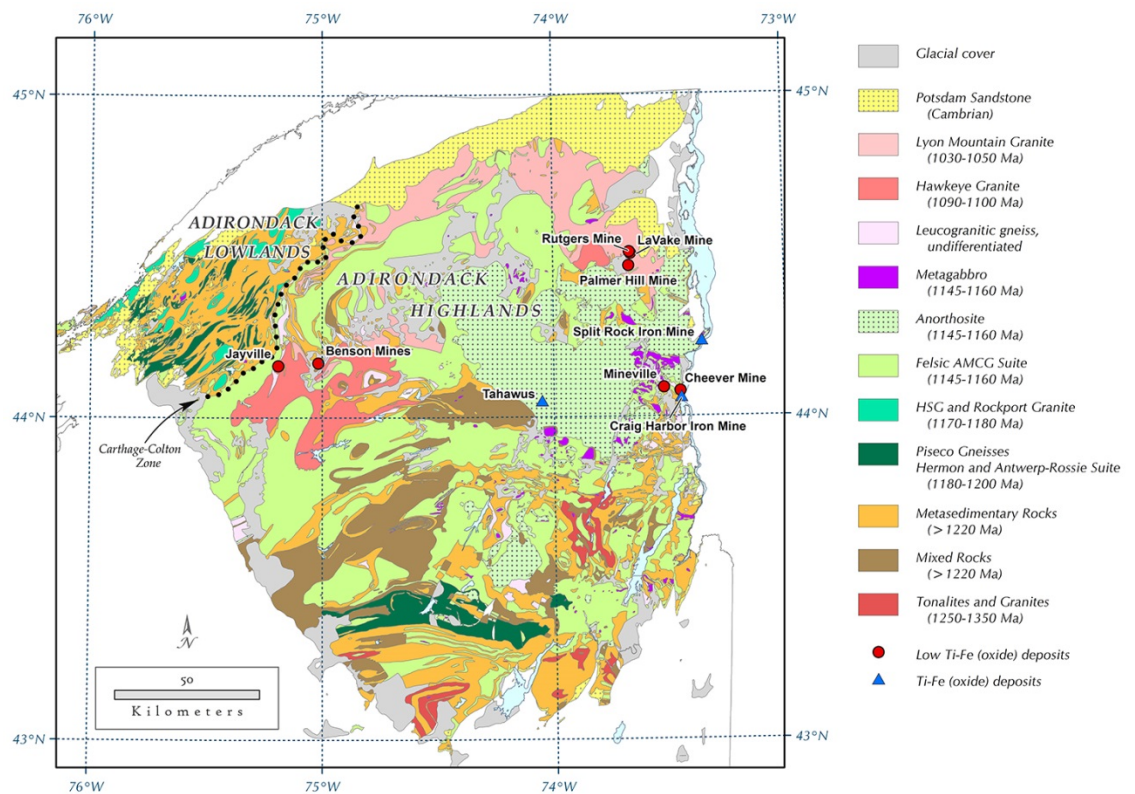 76°W
75°W
74°W
73°W
45°N
45°N
ADIRONDACK
LOWLANDS
ADIRONDACK
HIGHLANDS
Rutgers Mine
LaVake Mine
Palmer Hill Mine
Split Rock Iron Mine
Jayville
Benson Mines
Mineville
Cheever Mine
Tahawus
Craig Harbor Iron Mine
44°N
44°N
Carthage-Colton
Zone
N
50
Kilometers
43°N
43°N
76°W
75°W
74°W
Glacial cover
Potsdam Sandstone
(Cambrian)
Lyon Mountain Granite
(1030-1050 Ma)
Hawkeye Granite
(1090-1100 Ma)
Leucogranitic gneiss,
undifferentiated
Metagabbro
(1145-1160 Ma)
Anorthosite
(1145-1160 Ma)
Felsic AMCG Suite
(1145-1160 Ma)
HSG and Rockport Granite
(1170-1180 Ma)
Piseco Gneisses
Hermon and Antwerp-Rossie Suite
(1180-1200 Ma)
Metasedimentary Rocks
(>1220 Ma)
Mixed Rocks
(>1220 Ma)
Tonalites and Granites
(1250-1350 Ma)
Low Ti-Fe (oxide) deposits
Ti-Fe (oxide) deposits